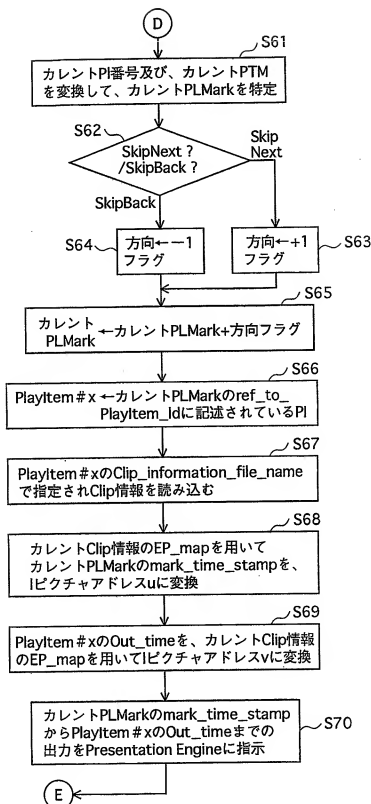 D
S61
カレントPI番号及び、カレントPTM
を変換して、カレントPLMarkを特定
S62
SkipNext ?
/SkipBack ?
Skip
Next
SkipBack
S64
方向←−1
フラグ
方向←+1
フラグ
S63
S65
カレント
PLMark
←カレントPLMark+方向フラグ
S66
PlayItem#x←カレントPLMarkのref_to_
PlayItem_Idに記述されているPI
S67
PlayItem#xのClip_information_file_name
で指定されClip情報を読み込む
S68
カレントClip情報のEP_mapを用いて
カレントPLMarkのmark_time_stampを、
Iピクチャアドレスuに変換
S69
PlayItem#xのOut_timeを、カレントClip情報
のEP_mapを用いてIピクチャアドレスvに変換
カレントPLMarkのmark_time_stamp
からPlayItem#xのOut_timeまでの
出力をPresentation Engineに指示
S70
E